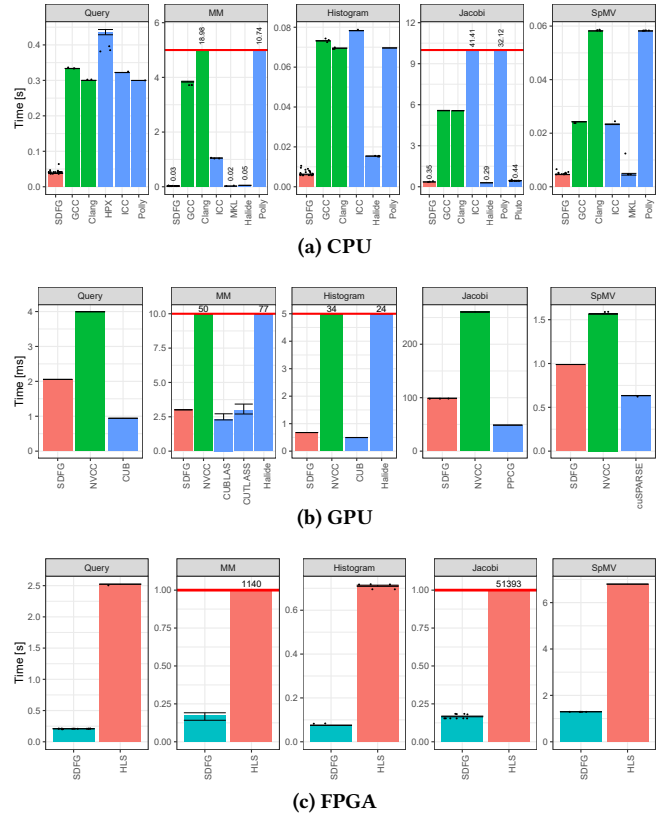 Query MM Histogram Jacobi SpMV
Time [s]
0.4 0.3 0.2 0.1 0.0
6 4 2 0
0.08 0.06 0.04 0.02 0.00
12 9 6 3 0
0.06 0.04 0.02 0.00
0.03 18.98 0.02 0.05 10.74
0.35 41.41 0.29 32.12 0.44
SDFG GCC Clang HPX ICC Polly
SDFG GCC Clang ICC MKL Halide Polly
SDFG GCC Clang ICC Halide Polly
SDFG GCC Clang ICC Halide Polly Pluto
SDFG GCC Clang ICC MKL Polly
(a) CPU
Query MM Histogram Jacobi SpMV
Time [ms]
50 77 34 24
4 3 2 1 0
10.0 7.5 5.0 2.5 0.0
5 4 3 2 1 0
200 100 0
1.5 1.0 0.5 0.0
SDFG NVCC CUB
SDFG NVCC CUBLAS CUTLASS Halide
SDFG NVCC CUB Halide
SDFG NVCC PPCG
SDFG NVCC cuSPARSE
(b) GPU
Query MM Histogram Jacobi SpMV
Time [s]
1140 51393
2.5 2.0 1.5 1.0 0.5 0.0
1.00 0.75 0.50 0.25 0.00
0.6 0.4 0.2 0.0
1.00 0.75 0.50 0.25 0.00
6 4 2 0
SDFG HLS
SDFG HLS
SDFG HLS
SDFG HLS
SDFG HLS
(c) FPGA